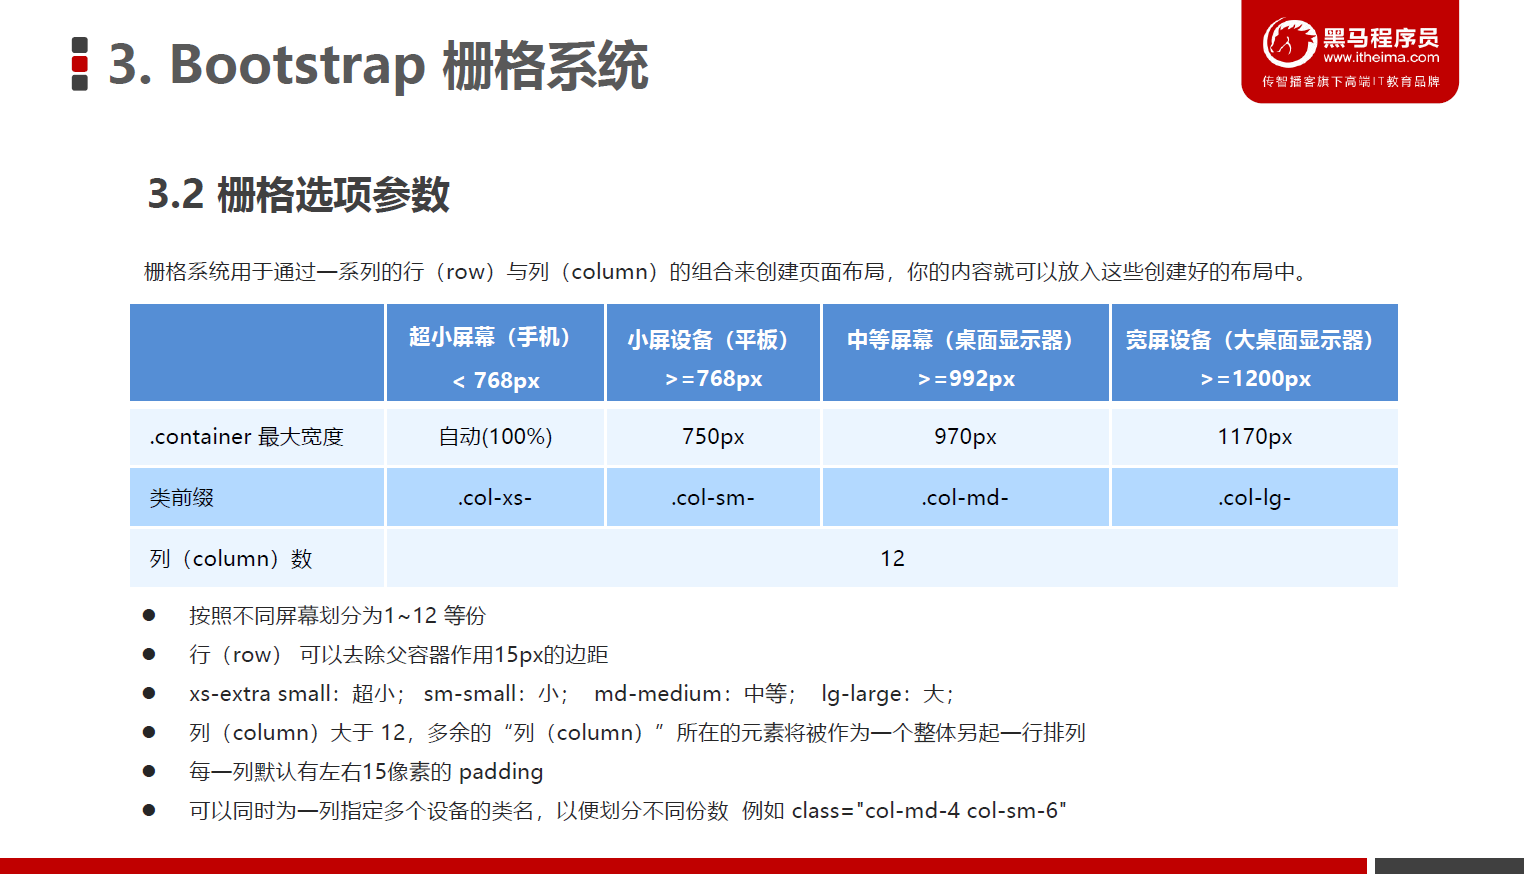 3. Bootstrap 栅格系统
黑马程序员
www.itheima.com
传智播客旗下高端IT教育品牌
3.2 栅格选项参数
栅格系统用于通过一系列的行（row）与列（column）的组合来创建页面布局，你的内容就可以放入这些创建好的布局中。
超小屏幕（手机） 小屏设备（平板） 中等屏幕（桌面显示器） 宽屏设备（大桌面显示器）
< 768px >=768px >=992px >=1200px
.container 最大宽度 自动(100%) 750px 970px 1170px
类前缀 .col-xs- .col-sm- .col-md- .col-lg-
列（column）数 12
● 按照不同屏幕划分为1~12 等份
● 行（row） 可以去除父容器作用15px的边距
● xs-extra small：超小； sm-small：小； md-medium：中等； lg-large：大；
● 列（column）大于 12，多余的“列（column）”所在的元素将被作为一个整体另起一行排列
● 每一列默认有左右15像素的 padding
● 可以同时为一列指定多个设备的类名，以便划分不同份数 例如 class="col-md-4 col-sm-6"